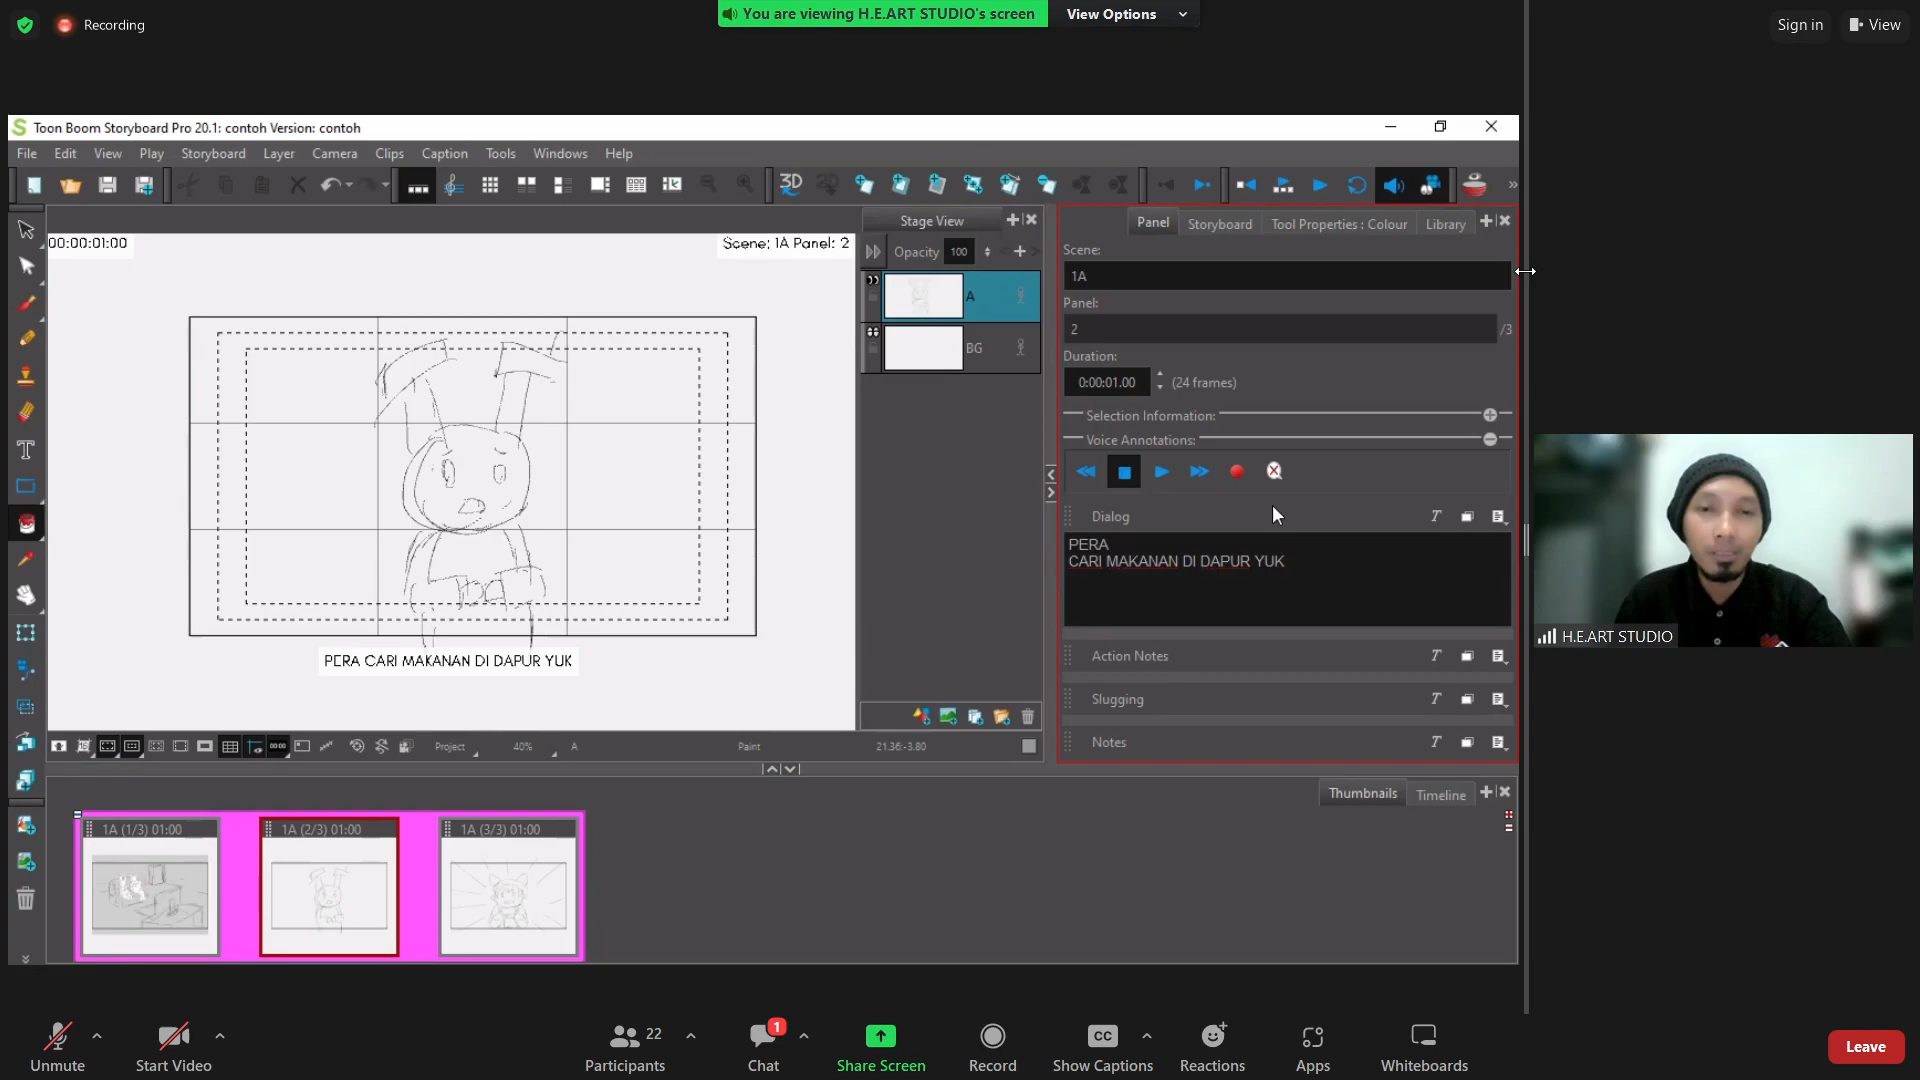 Recording
You are viewing H.E.ART STUDIO's screen
View Options
Sign in
View
Toon Boom Storyboard Pro 20.1: contoh Version: contoh
File Edit View Play Storyboard Layer Camera Clips Caption Tools Windows Help
3D
00:00:01:00
Scene: 1A Panel: 2
Stage View
Opacity 100
A
BG
PERA CARI MAKANAN DI DAPUR YUK
Project 40% A Paint 21.36:-3.80
Panel Storyboard Tool Properties : Colour Library
Scene:
1A
Panel:
2 /3
Duration:
0:00:01.00 (24 frames)
Selection Information:
Voice Annotations:
Dialog
PERA
CARI MAKANAN DI DAPUR YUK
Action Notes
Slugging
Notes
Thumbnails Timeline
1A (1/3) 01:00
1A (2/3) 01:00
1A (3/3) 01:00
H.E.ART STUDIO
Unmute
Start Video
22
Participants
1
Chat
Share Screen
Record
CC
Show Captions
Reactions
Apps
Whiteboards
Leave